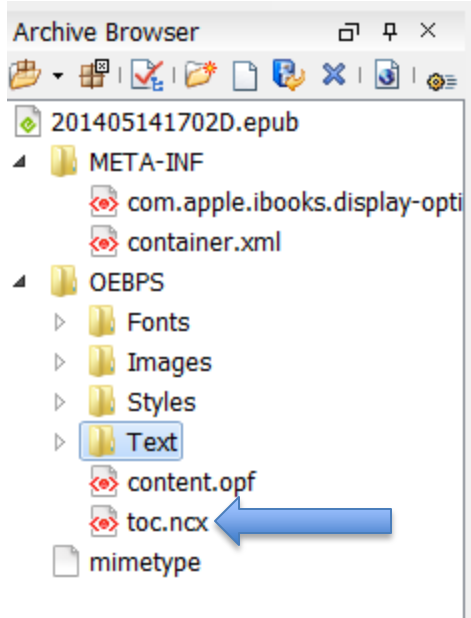 Archive Browser
201405141702D.epub
META-INF
com.apple.ibooks.display-opti
container.xml
OEBPS
Fonts
Images
Styles
Text
content.opf
toc.ncx
mimetype